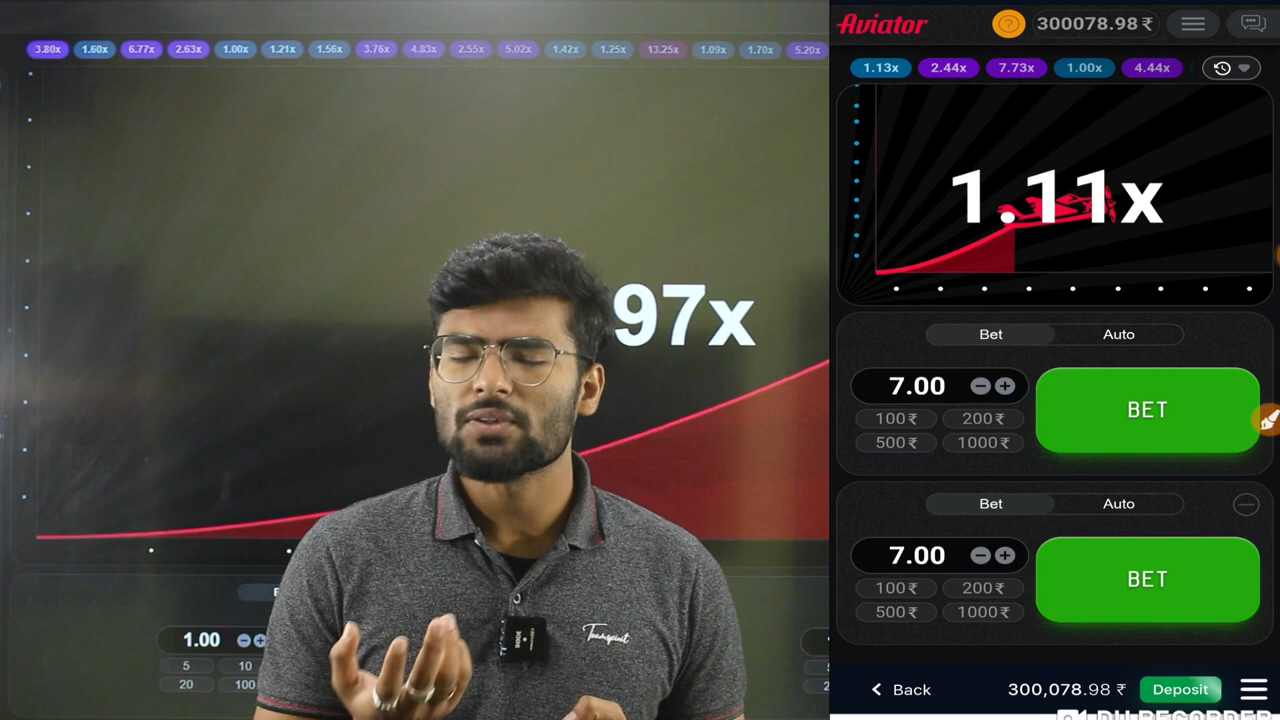 3.80x 1.60x 6.77x 2.63x 1.00x 1.21x 1.56x 3.76x 4.83x 2.55x 5.02x 1.42x 1.25x 13.25x 1.09x 1.70x 5.20x
97x
1.00
5 10
20 100
RØDE
Teamspirit
Aviator
300078.98 ₹
1.13x 2.44x 7.73x 1.00x 4.44x
1.11x
Bet Auto
7.00
BET
100₹ 200₹
500₹ 1000₹
Bet Auto
7.00
BET
100₹ 200₹
500₹ 1000₹
Back 300,078.98 ₹ Deposit